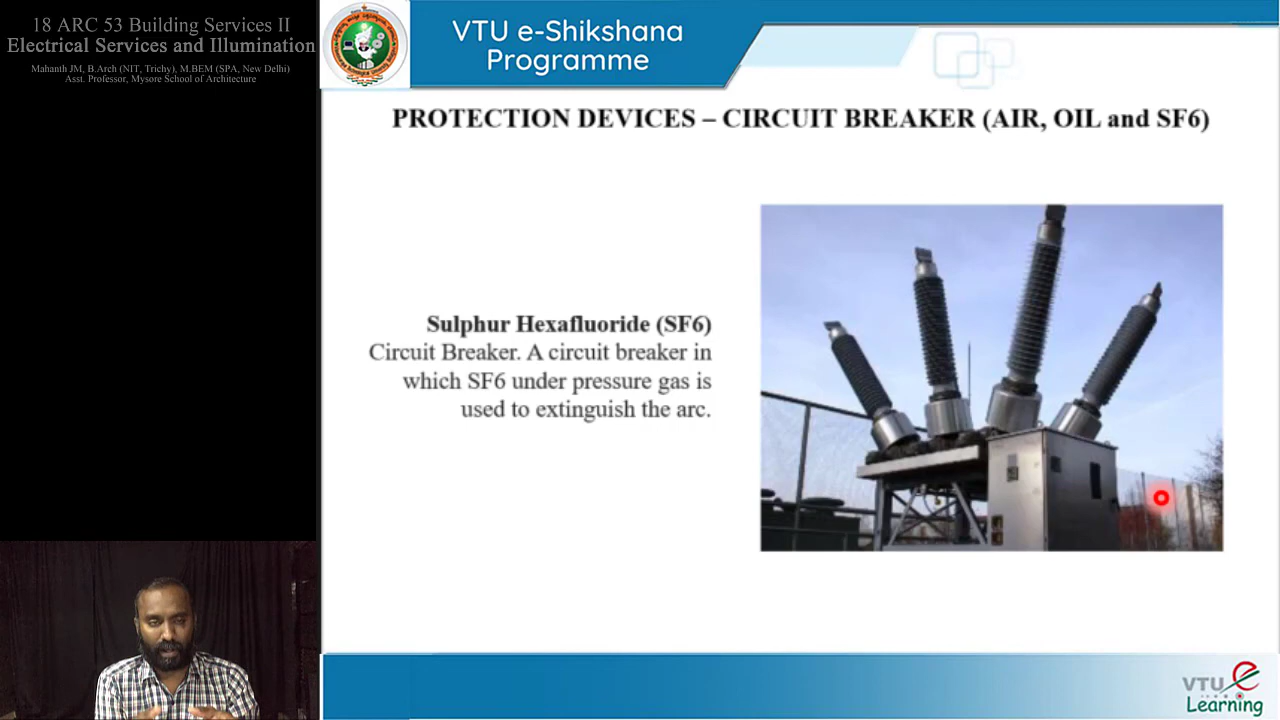 18 ARC 53 Building Services II
Electrical Services and Illumination
Mahanth JM, B.Arch (NIT, Trichy), M.BEM (SPA, New Delhi)
Asst. Professor, Mysore School of Architecture
VTU e-Shikshana
Programme
PROTECTION DEVICES – CIRCUIT BREAKER (AIR, OIL and SF6)
Sulphur Hexafluoride (SF6)
Circuit Breaker. A circuit breaker in
which SF6 under pressure gas is
used to extinguish the arc.
VTU e
Learning